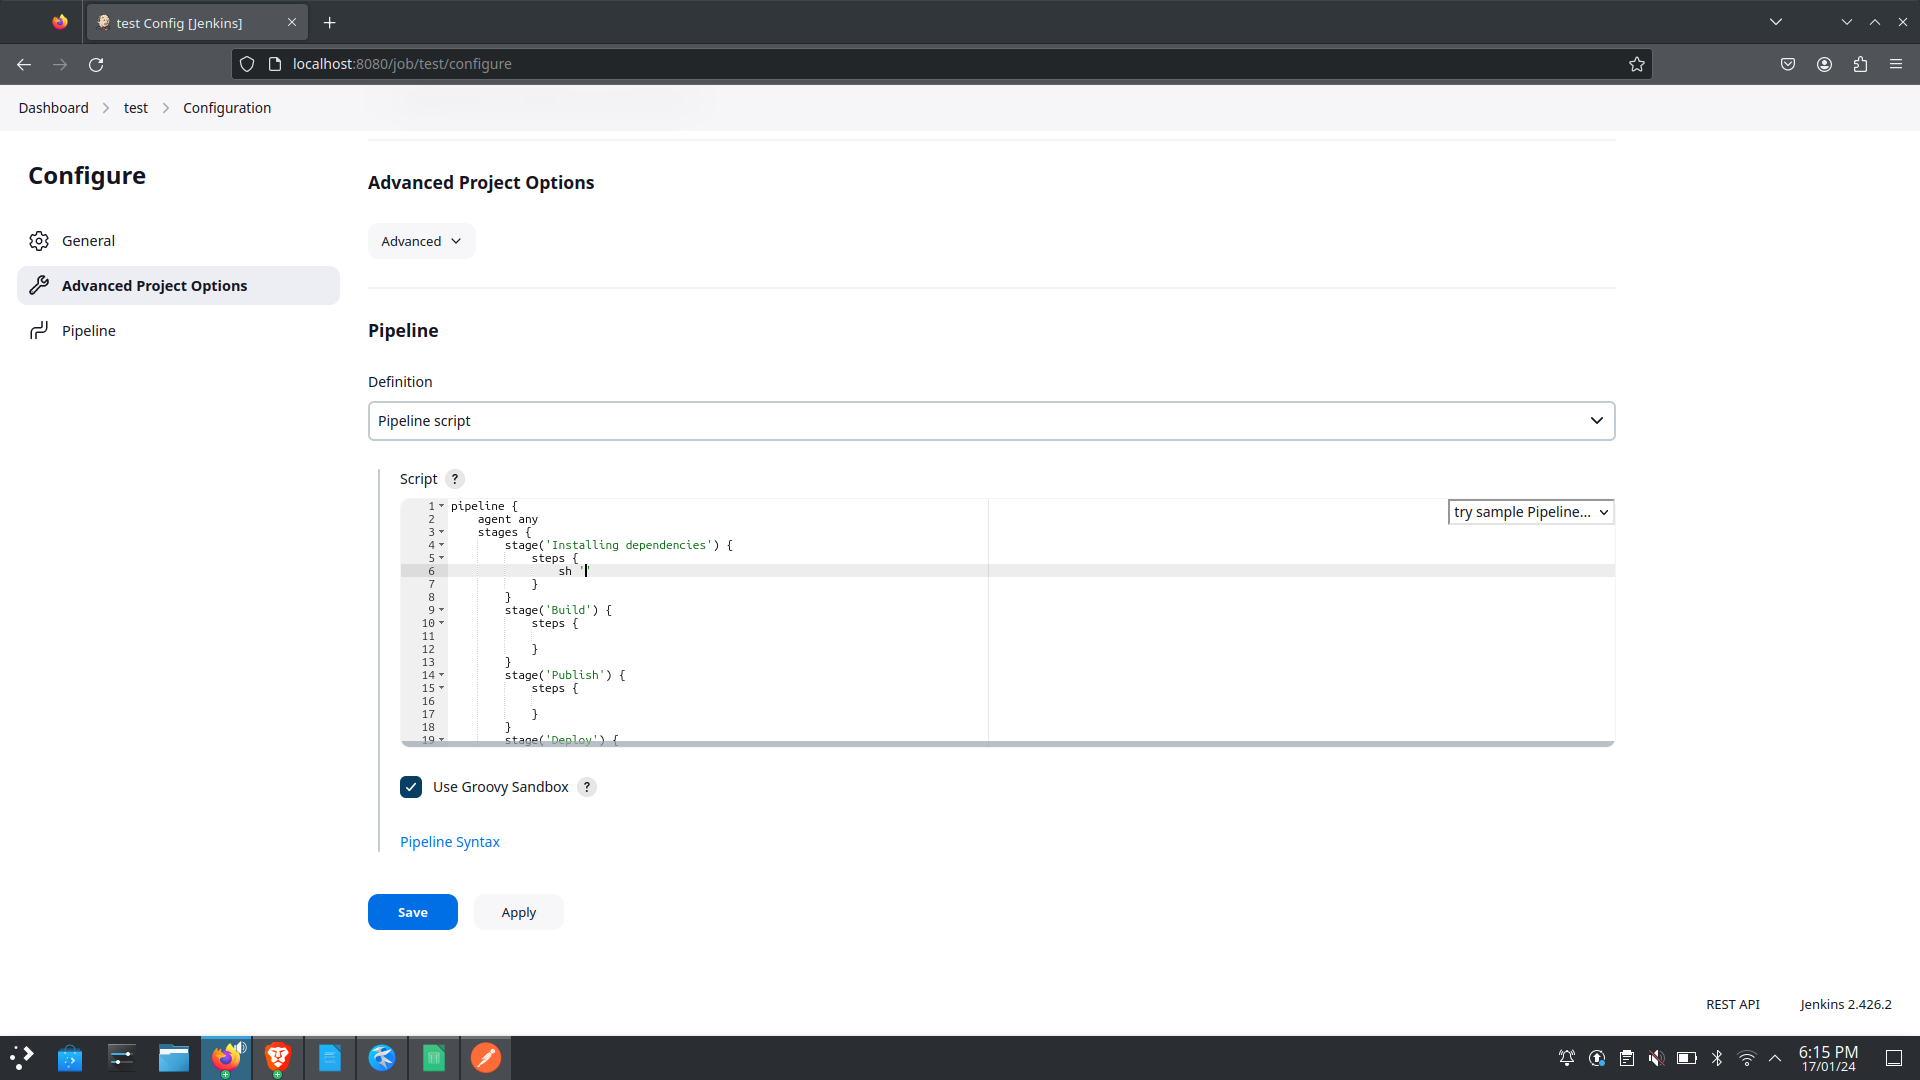 test Config [Jenkins]
localhost:8080/job/test/configure
Dashboard > test > Configuration
Configure
General
Advanced Project Options
Pipeline
Advanced Project Options
Advanced
Pipeline
Definition
Pipeline script
Script ?
try sample Pipeline...
1 pipeline {
2     agent any
3     stages {
4         stage('Installing dependencies') {
5             steps {
6                 sh ''
7             }
8         }
9         stage('Build') {
10             steps {
11
12             }
13         }
14         stage('Publish') {
15             steps {
16
17             }
18         }
19         stage('Deploy') {
Use Groovy Sandbox ?
Pipeline Syntax
Save
Apply
REST API
Jenkins 2.426.2
6:15 PM
17/01/24